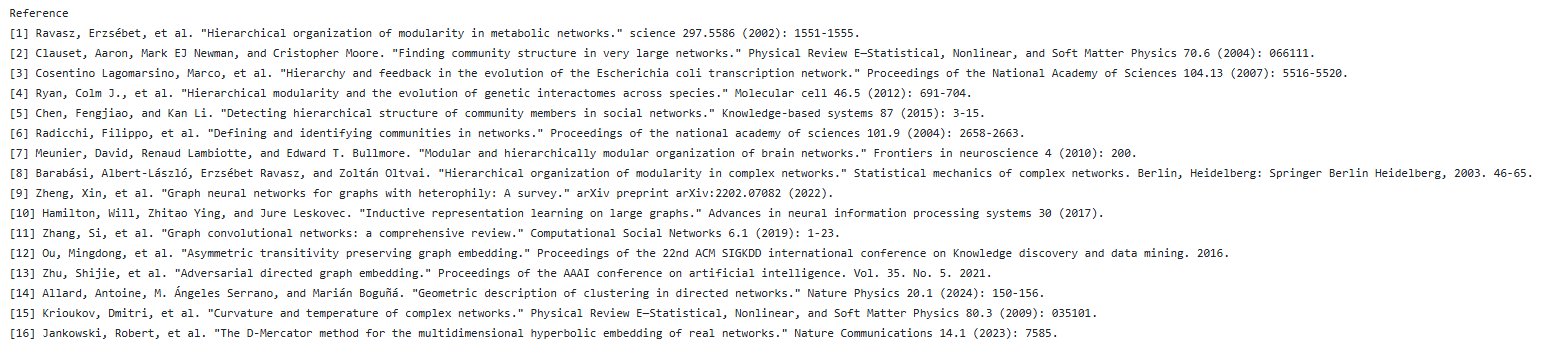 Reference
[1] Ravasz, Erzsébet, et al. "Hierarchical organization of modularity in metabolic networks." science 297.5586 (2002): 1551-1555.
[2] Clauset, Aaron, Mark EJ Newman, and Cristopher Moore. "Finding community structure in very large networks." Physical Review E—Statistical, Nonlinear, and Soft Matter Physics 70.6 (2004): 066111.
[3] Cosentino Lagomarsino, Marco, et al. "Hierarchy and feedback in the evolution of the Escherichia coli transcription network." Proceedings of the National Academy of Sciences 104.13 (2007): 5516-5520.
[4] Ryan, Colm J., et al. "Hierarchical modularity and the evolution of genetic interactomes across species." Molecular cell 46.5 (2012): 691-704.
[5] Chen, Fengjiao, and Kan Li. "Detecting hierarchical structure of community members in social networks." Knowledge-based systems 87 (2015): 3-15.
[6] Radicchi, Filippo, et al. "Defining and identifying communities in networks." Proceedings of the national academy of sciences 101.9 (2004): 2658-2663.
[7] Meunier, David, Renaud Lambiotte, and Edward T. Bullmore. "Modular and hierarchically modular organization of brain networks." Frontiers in neuroscience 4 (2010): 200.
[8] Barabási, Albert-László, Erzsébet Ravasz, and Zoltán Oltvai. "Hierarchical organization of modularity in complex networks." Statistical mechanics of complex networks. Berlin, Heidelberg: Springer Berlin Heidelberg, 2003. 46-65.
[9] Zheng, Xin, et al. "Graph neural networks for graphs with heterophily: A survey." arXiv preprint arXiv:2202.07082 (2022).
[10] Hamilton, Will, Zhitao Ying, and Jure Leskovec. "Inductive representation learning on large graphs." Advances in neural information processing systems 30 (2017).
[11] Zhang, Si, et al. "Graph convolutional networks: a comprehensive review." Computational Social Networks 6.1 (2019): 1-23.
[12] Ou, Mingdong, et al. "Asymmetric transitivity preserving graph embedding." Proceedings of the 22nd ACM SIGKDD international conference on Knowledge discovery and data mining. 2016.
[13] Zhu, Shijie, et al. "Adversarial directed graph embedding." Proceedings of the AAAI conference on artificial intelligence. Vol. 35. No. 5. 2021.
[14] Allard, Antoine, M. Ángeles Serrano, and Marián Boguñá. "Geometric description of clustering in directed networks." Nature Physics 20.1 (2024): 150-156.
[15] Krioukov, Dmitri, et al. "Curvature and temperature of complex networks." Physical Review E—Statistical, Nonlinear, and Soft Matter Physics 80.3 (2009): 035101.
[16] Jankowski, Robert, et al. "The D-Mercator method for the multidimensional hyperbolic embedding of real networks." Nature Communications 14.1 (2023): 7585.